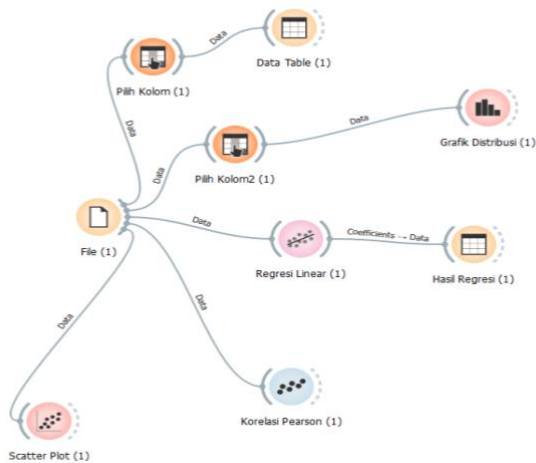 Data
Data Table (1)
Pilih Kolom (1)
Data
Data
Grafik Distribusi (1)
Data
Pilih Kolom2 (1)
File (1)
Data
Regresi Linear (1)
Coefficients → Data
Hasil Regresi (1)
Data
Data
Korelasi Pearson (1)
Scatter Plot (1)